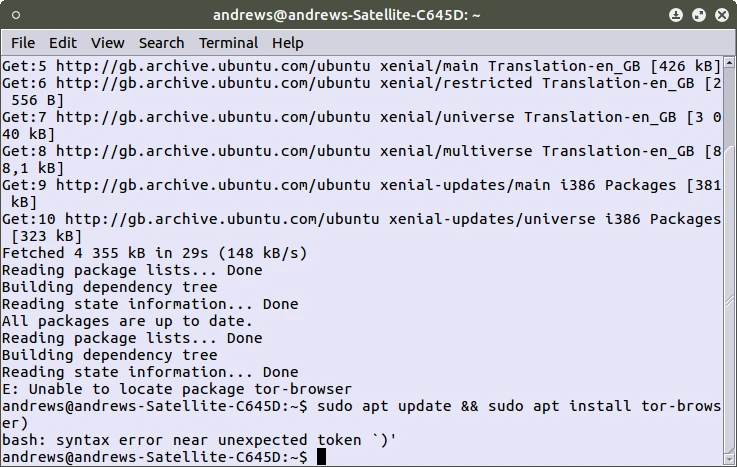 andrews@andrews-Satellite-C645D: ~
File Edit View Search Terminal Help
Get:5 http://gb.archive.ubuntu.com/ubuntu xenial/main Translation-en_GB [426 kB]
Get:6 http://gb.archive.ubuntu.com/ubuntu xenial/restricted Translation-en_GB [2
 556 B]
Get:7 http://gb.archive.ubuntu.com/ubuntu xenial/universe Translation-en_GB [3 0
40 kB]
Get:8 http://gb.archive.ubuntu.com/ubuntu xenial/multiverse Translation-en_GB [8
8,1 kB]
Get:9 http://gb.archive.ubuntu.com/ubuntu xenial-updates/main i386 Packages [381
 kB]
Get:10 http://gb.archive.ubuntu.com/ubuntu xenial-updates/universe i386 Packages
 [323 kB]
Fetched 4 355 kB in 29s (148 kB/s)
Reading package lists... Done
Building dependency tree
Reading state information... Done
All packages are up to date.
Reading package lists... Done
Building dependency tree
Reading state information... Done
E: Unable to locate package tor-browser
andrews@andrews-Satellite-C645D:~$ sudo apt update && sudo apt install tor-brows
er)
bash: syntax error near unexpected token `)'
andrews@andrews-Satellite-C645D:~$